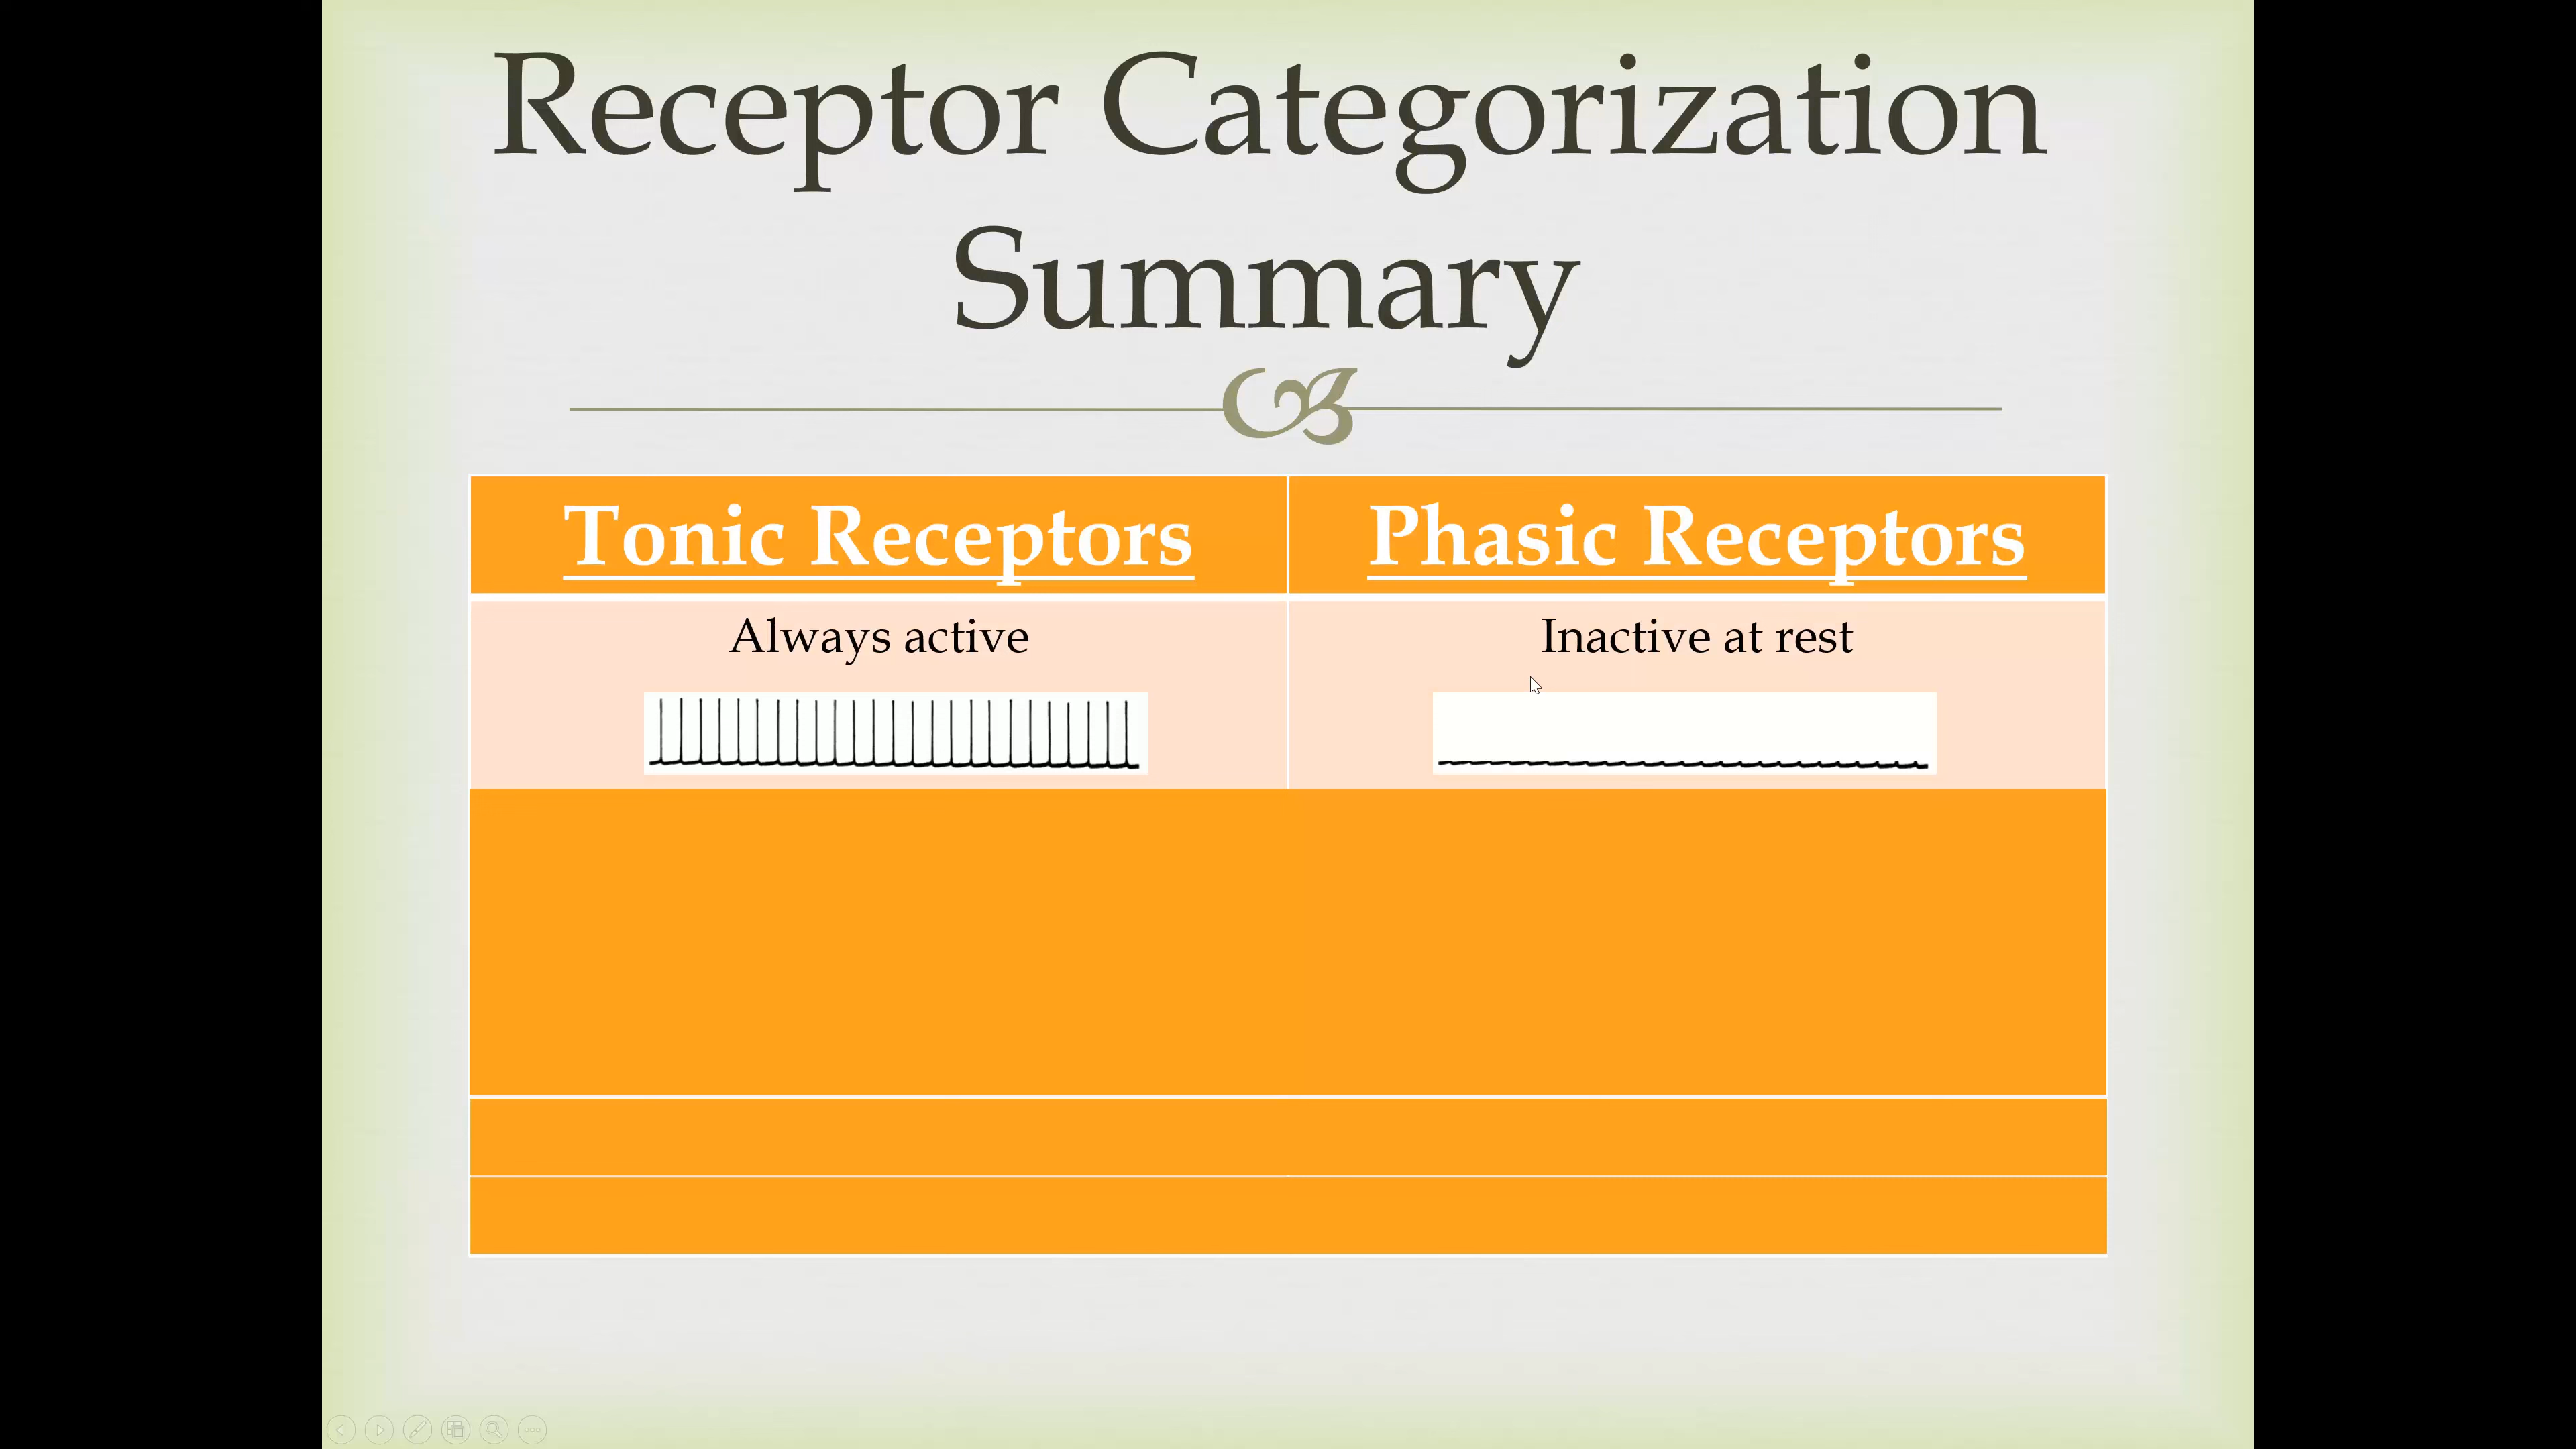 Receptor Categorization
Summary
Tonic Receptors
Phasic Receptors
Always active
Inactive at rest